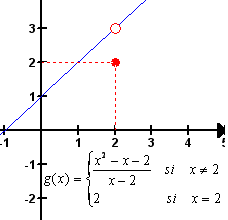 3
2
1
-1 1 2 3 4 5
-1
g(x) = { (x² - x - 2)/(x - 2) si x ≠ 2
2 si x = 2
-2